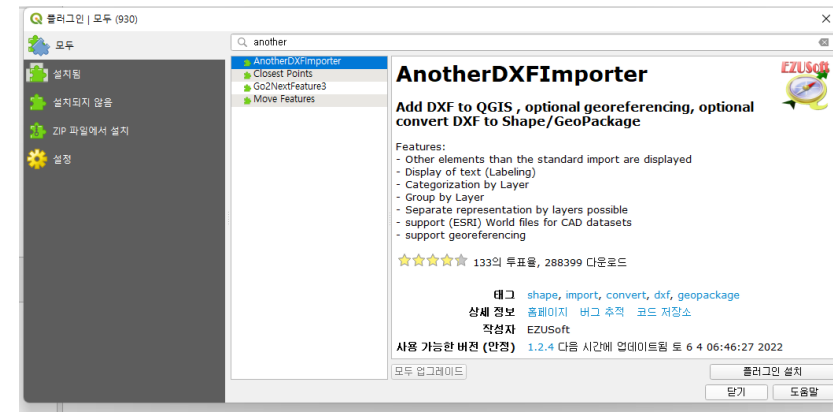 플러그인 | 모두 (930)
모두
설치됨
설치되지 않음
ZIP 파일에서 설치
설정
another
AnotherDXFImporter
Closest Points
Go2NextFeature3
Move Features
AnotherDXFImporter
EZUSoft
Add DXF to QGIS , optional georeferencing, optional
convert DXF to Shape/GeoPackage
Features:
- Other elements than the standard import are displayed
- Display of text (Labeling)
- Categorization by Layer
- Group by Layer
- Separate representation by layers possible
- support (ESRI) World files for CAD datasets
- support georeferencing
133의 투표율, 288399 다운로드
태그 shape, import, convert, dxf, geopackage
상세 정보 홈페이지 버그 추적 코드 저장소
작성자 EZUSoft
사용 가능한 버전 (안정) 1.2.4 다음 시간에 업데이트됨 토 6 4 06:46:27 2022
모두 업그레이드
플러그인 설치
닫기
도움말